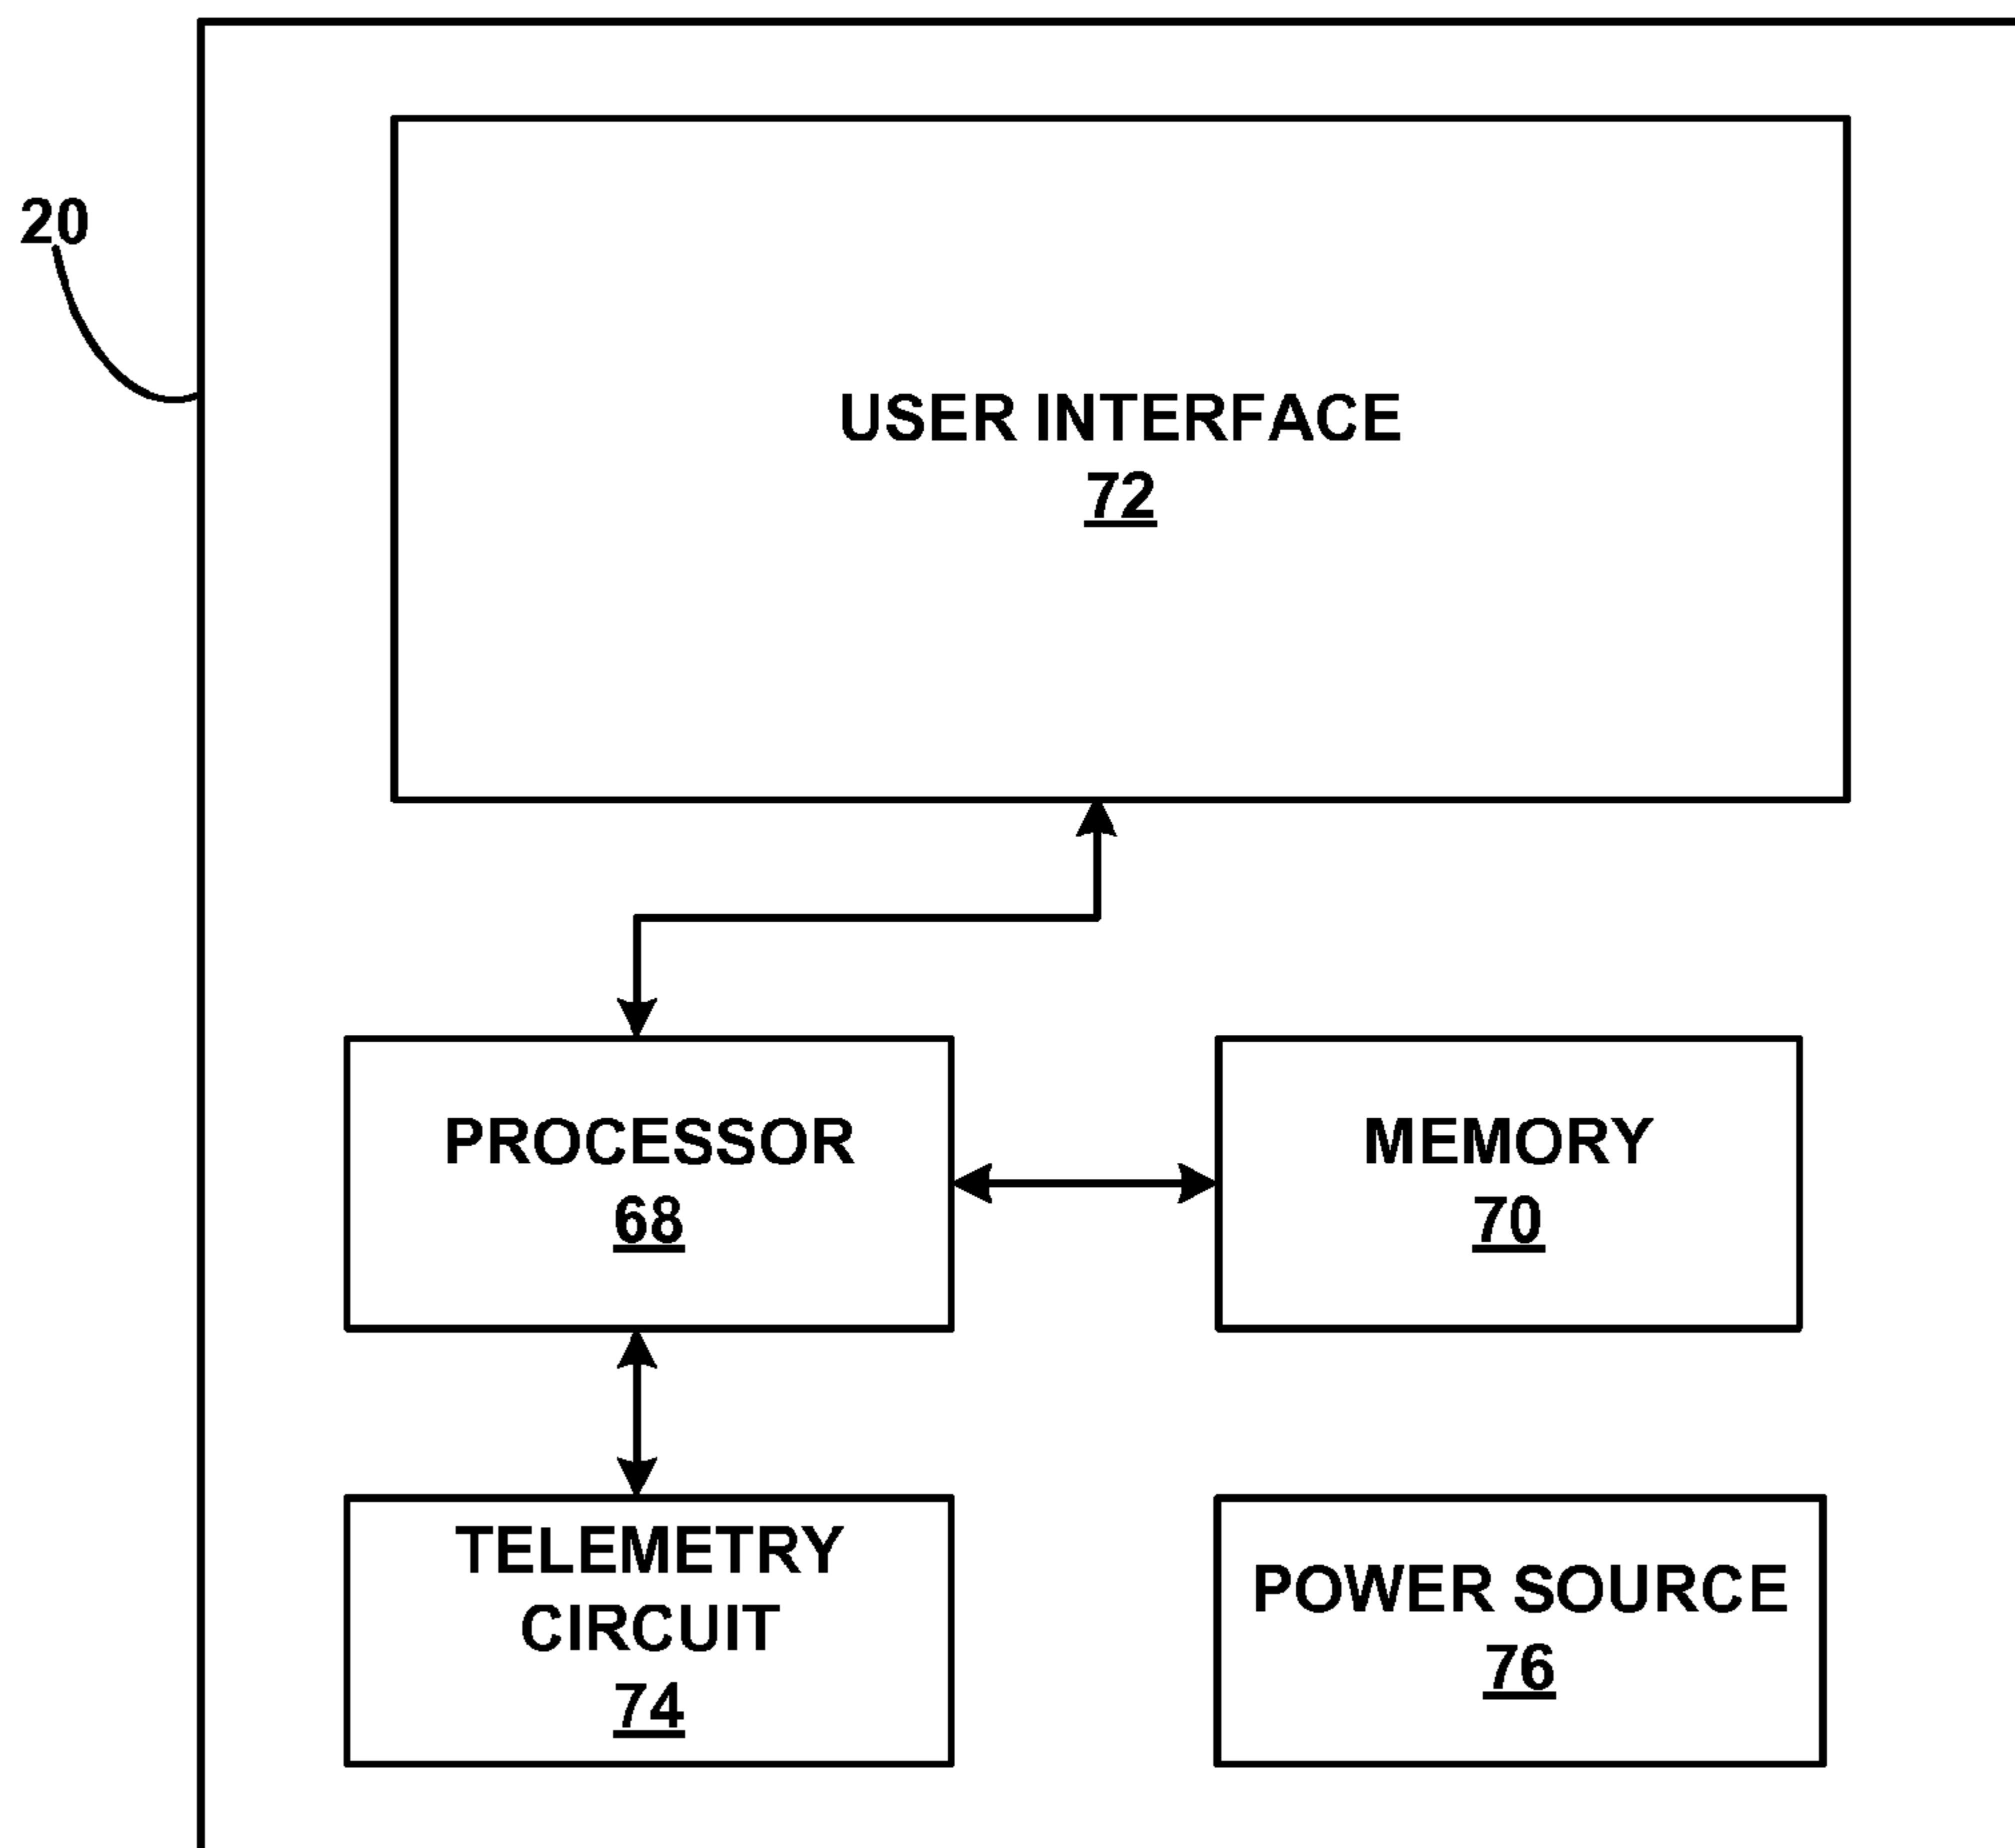 20
USER INTERFACE
72
PROCESSOR
68
MEMORY
70
TELEMETRY
CIRCUIT
74
POWER SOURCE
76